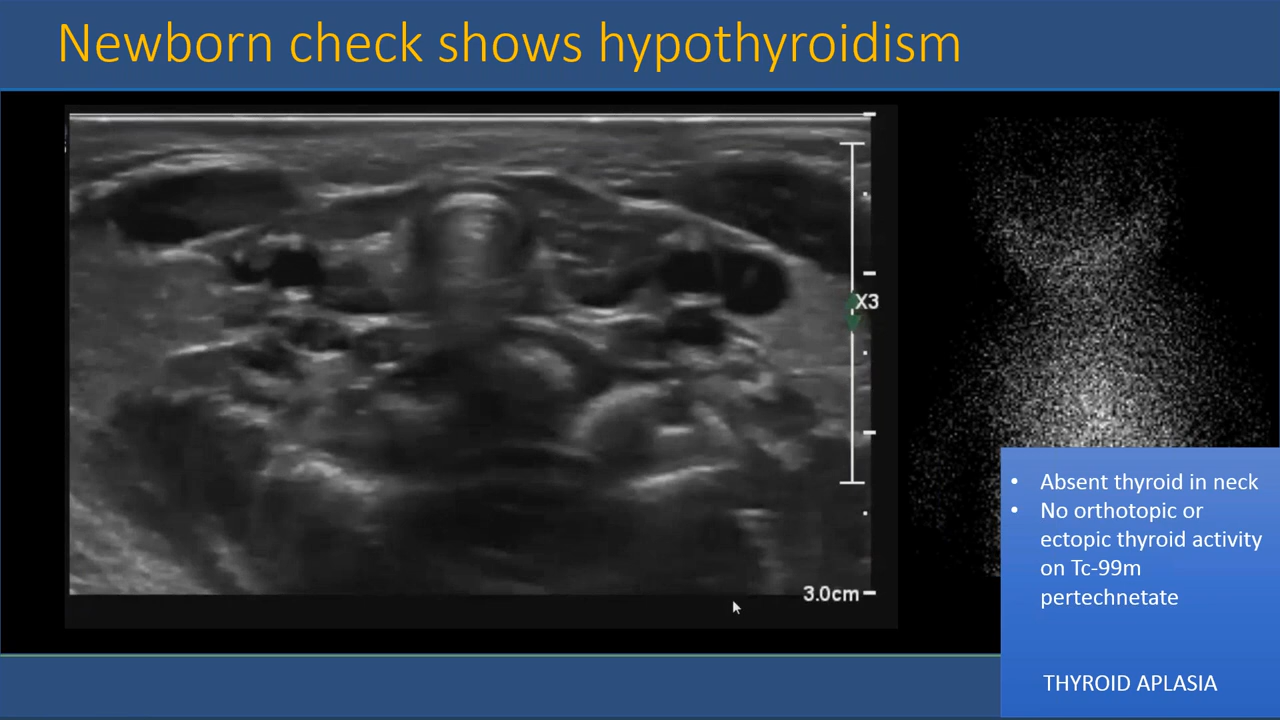 Newborn check shows hypothyroidism
X3
3.0cm
• Absent thyroid in neck
• No orthotopic or
ectopic thyroid activity
on Tc-99m
pertechnetate
THYROID APLASIA